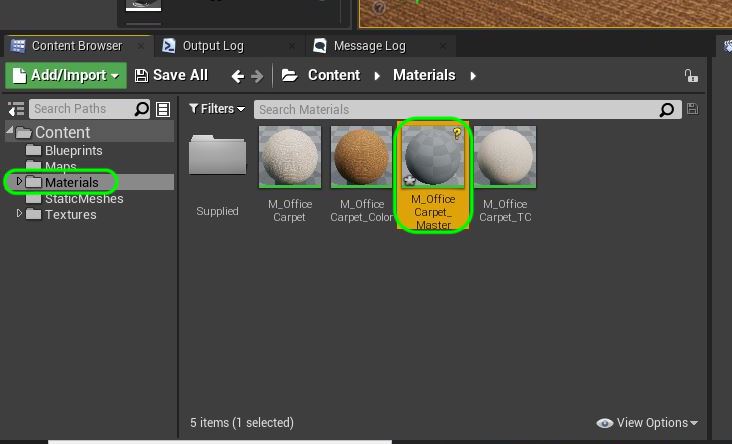 Content Browser
Output Log
Message Log
Add/Import
Save All
Content
Materials
Search Paths
Filters
Search Materials
Content
Blueprints
Maps
Materials
StaticMeshes
Textures
Supplied
M_Office
Carpet
M_Office
Carpet_Color
M_Office
Carpet_
Master
M_Office
Carpet_TC
5 items (1 selected)
View Options